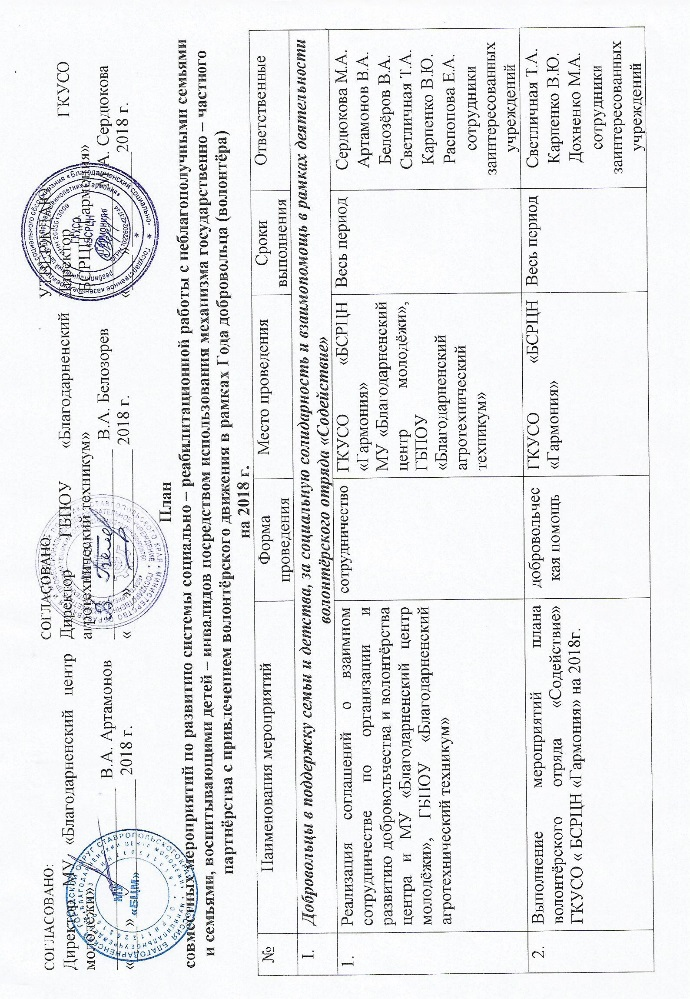 СОГЛАСОВАНО:
Директор МУ «Благодарненский центр
молодёжи»
В.А. Артамонов
« » 2018 г.
СОГЛАСОВАНО:
Директор ГБПОУ «Благодарненский
агротехнический техникум»
В.А. Белозорев
« » 2018 г.
УТВЕРЖДАЮ
Директор ГКУСО
«БСРЦН «Гармония»
А. Сердюкова
« » 2018 г.
МУ
«БЦМ»
План
совместных мероприятий по развитию системы социально – реабилитационной работы с неблагополучными семьями
и семьями, воспитывающими детей – инвалидов посредством использования механизма государственно – частного
партнёрства с привлечением волонтёрского движения в рамках Года добровольца (волонтёра)
на 2018 г.
№ Наименования мероприятий Форма проведения Место проведения Сроки выполнения Ответственные
I. Добровольцы в поддержку семьи и детства, за социальную солидарность и взаимопомощь в рамках деятельности
волонтёрского отряда «Содействие»
1. Реализация соглашений о взаимном
сотрудничестве по организации и
развитию добровольчества и волонтёрства
центра и МУ «Благодарненский центр
молодёжи», ГБПОУ «Благодарненский
агротехнический техникум»
сотрудничество
ГКУСО «БСРЦН
«Гармония»
МУ «Благодарненский
центр молодёжи»,
ГБПОУ
«Благодарненский
агротехнический
техникум»
Весь период
Сердюкова М.А.
Артамонов В.А.
Белозёров В.А.
Светличная Т.А.
Карпенко В.Ю.
Распопова Е.А.
сотрудники
заинтересованных
учреждений
2. Выполнение мероприятий плана
волонтёрского отряда «Содействие»
ГКУСО « БСРЦН «Гармония» на 2018г.
добровольчес
кая помощь
ГКУСО «БСРЦН
«Гармония»
Весь период
Светличная Т.А.
Карпенко В.Ю.
Дохненко М.А.
сотрудники
заинтересованных
учреждений